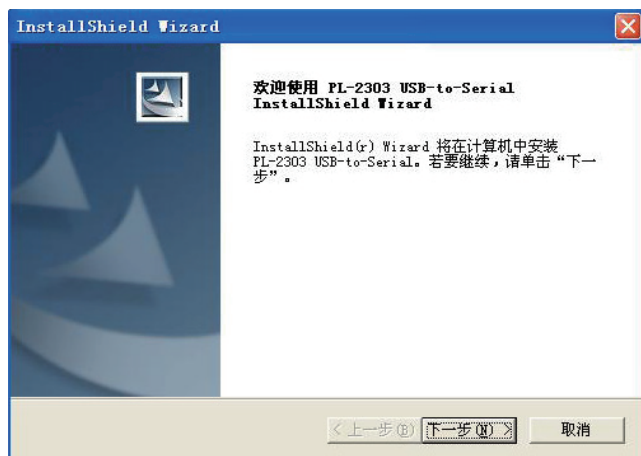 InstallShield Wizard
欢迎使用 PL-2303 USB-to-Serial
InstallShield Wizard
InstallShield(r) Wizard 将在计算机中安装
PL-2303 USB-to-Serial。若要继续，请单击“下一
步”。
< 上一步(B) 下一步(N) > 取消